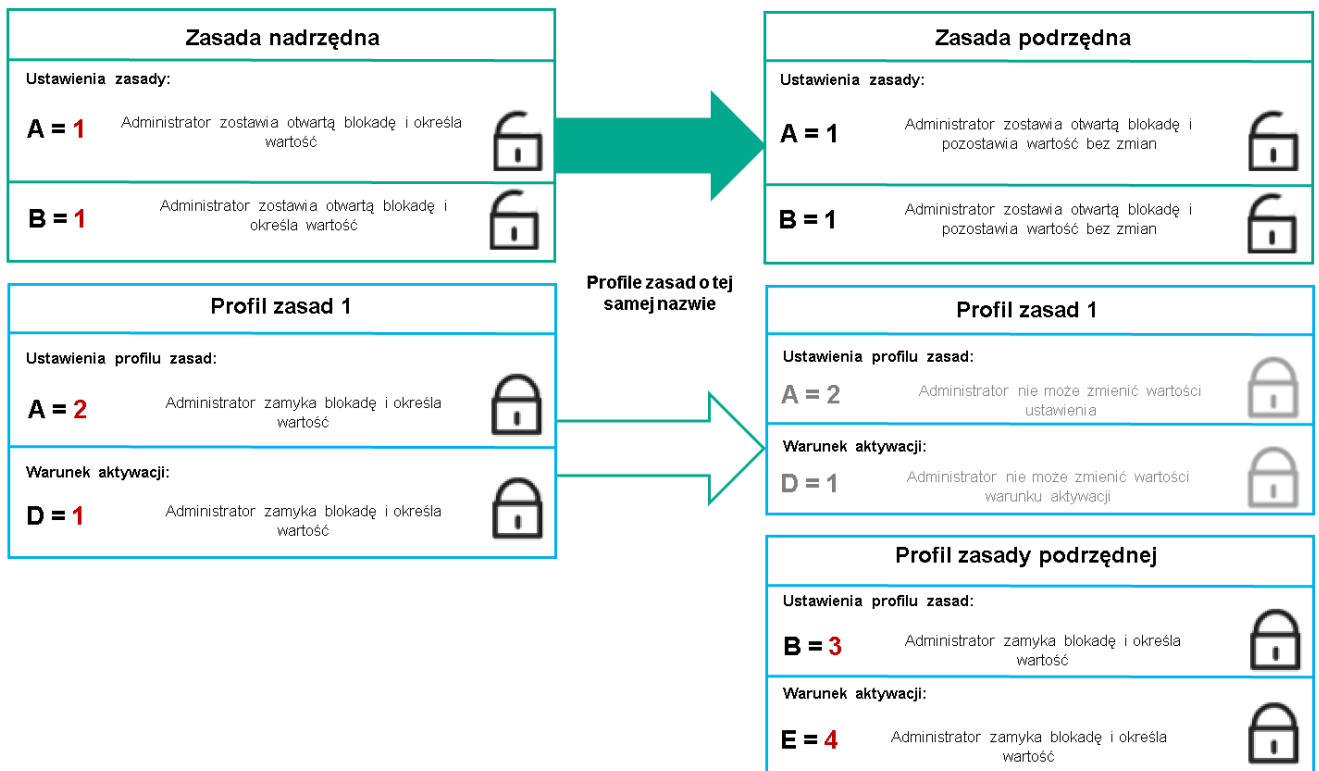 Zasada nadrzędna
Ustawienia zasady:
A = 1
Administrator zostawia otwartą blokadę i określa
wartość
B = 1
Administrator zostawia otwartą blokadę i
określa wartość
Zasada podrzędna
Ustawienia zasady:
A = 1
Administrator zostawia otwartą blokadę i
pozostawia wartość bez zmian
B = 1
Administrator zostawia otwartą blokadę i
pozostawia wartość bez zmian
Profile zasad o tej
samej nazwie
Profil zasad 1
Ustawienia profilu zasad:
A = 2
Administrator zamyka blokadę i określa
wartość
Warunek aktywacji:
D = 1
Administrator zamyka blokadę i określa
wartość
Profil zasad 1
Ustawienia profilu zasad:
A = 2
Administrator nie może zmienić wartości
ustawienia
Warunek aktywacji:
D = 1
Administrator nie może zmienić wartości
warunku aktywacji
Profil zasady podrzędnej
Ustawienia profilu zasad:
B = 3
Administrator zamyka blokadę i określa
wartość
Warunek aktywacji:
E = 4
Administrator zamyka blokadę i określa
wartość